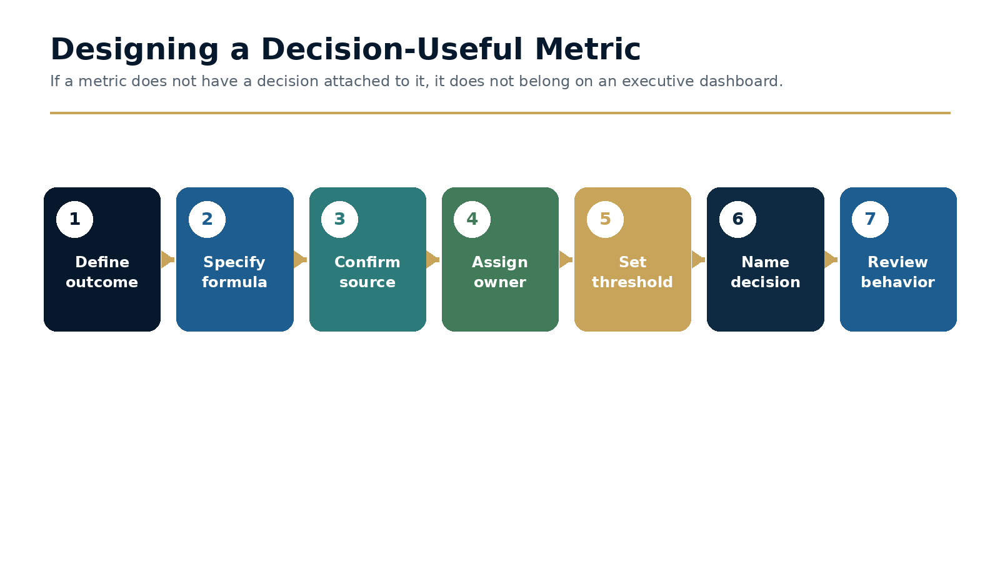 Designing a Decision-Useful Metric
If a metric does not have a decision attached to it, it does not belong on an executive dashboard.
1
Define
outcome
2
Specify
formula
3
Confirm
source
4
Assign
owner
5
Set
threshold
6
Name
decision
7
Review
behavior